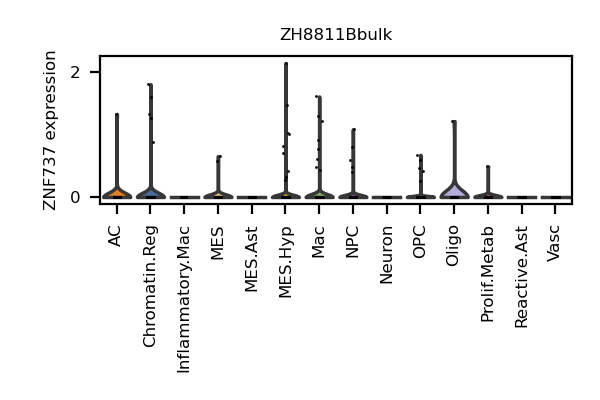 ZH8811Bbulk
ZNF737 expression
2
0
AC
Chromatin.Reg
Inflammatory.Mac
MES
MES.Ast
MES.Hyp
Mac
NPC
Neuron
OPC
Oligo
Prolif.Metab
Reactive.Ast
Vasc